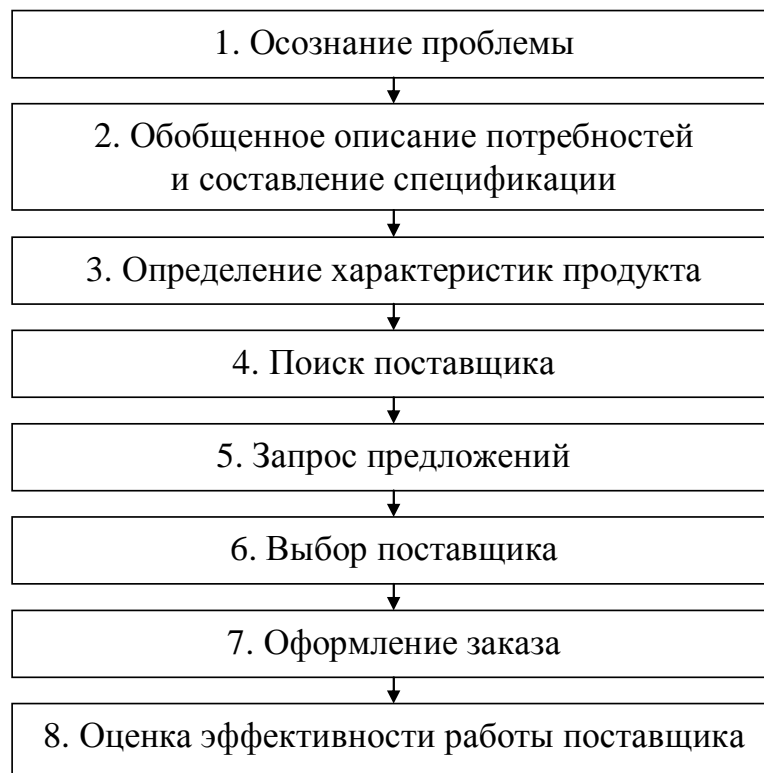 1. Осознание проблемы
2. Обобщенное описание потребностей
и составление спецификации
3. Определение характеристик продукта
4. Поиск поставщика
5. Запрос предложений
6. Выбор поставщика
7. Оформление заказа
8. Оценка эффективности работы поставщика